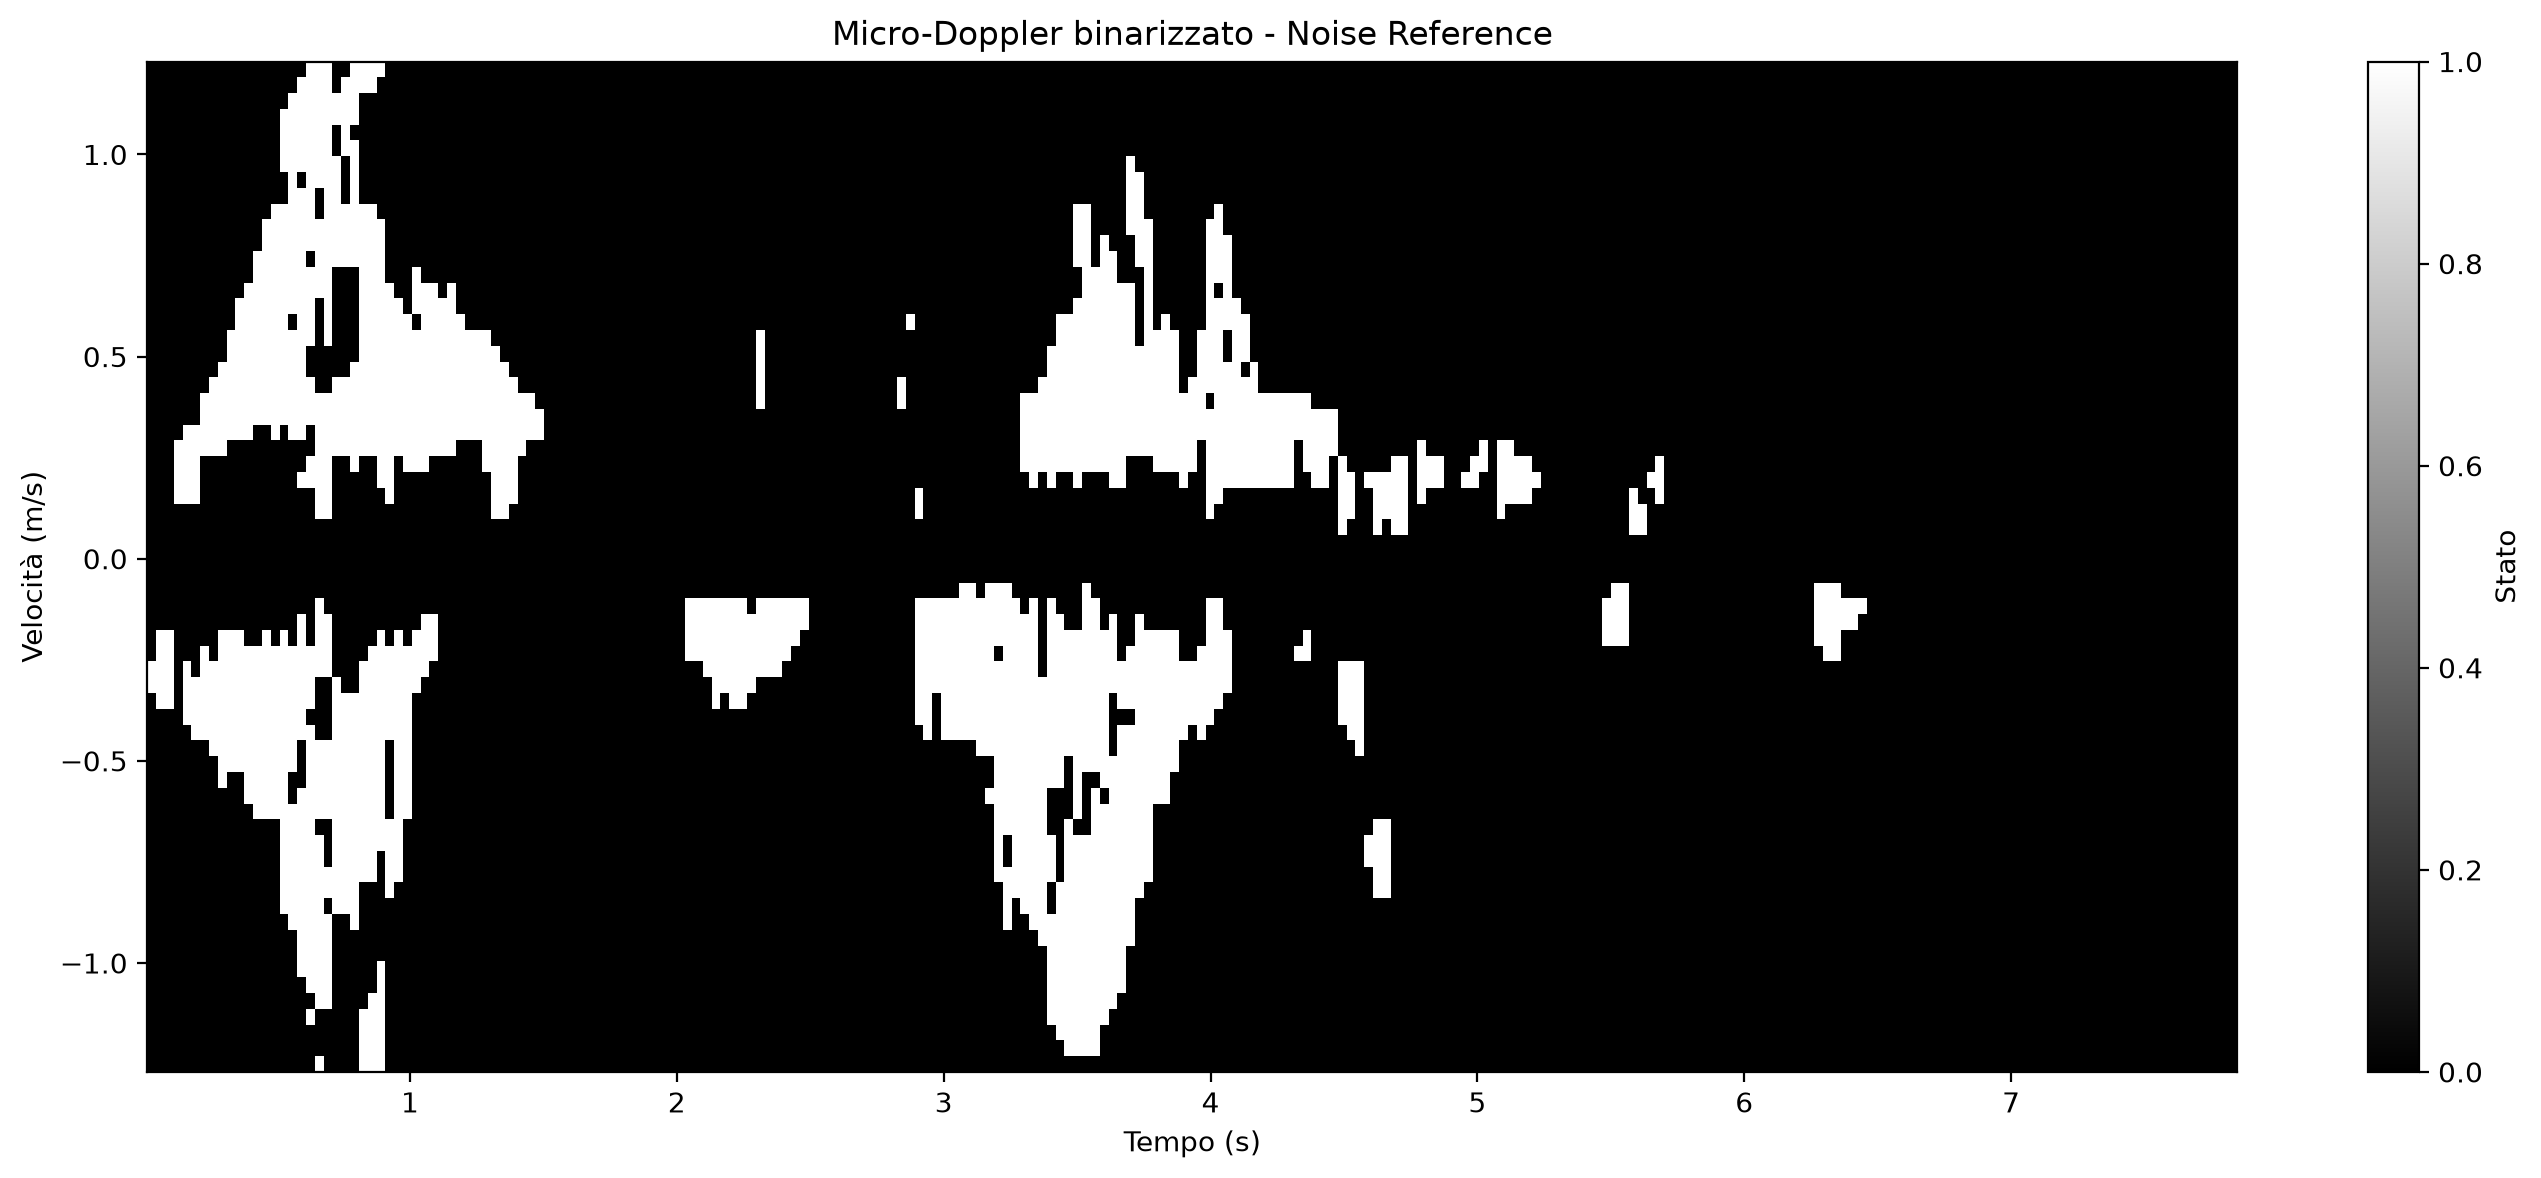 Micro-Doppler binarizzato - Noise Reference
Velocità (m/s)
1.0
0.5
0.0
−0.5
−1.0
1 2 3 4 5 6 7
Tempo (s)
1.0
0.8
0.6
0.4
0.2
0.0
Stato